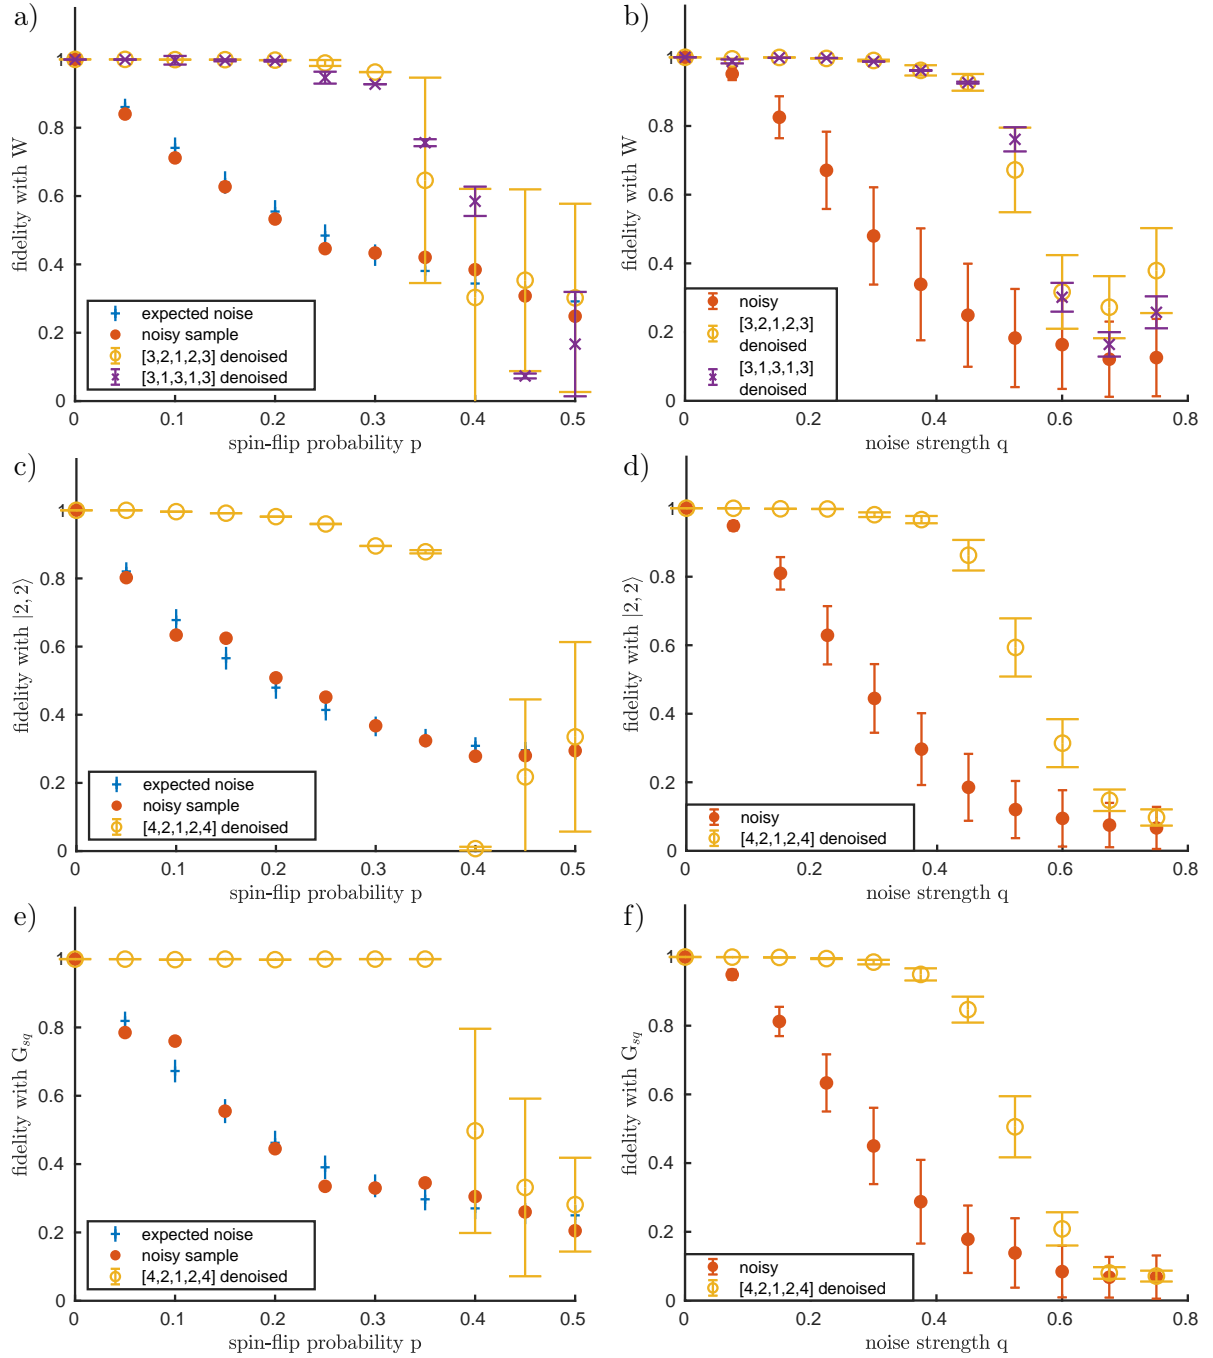 a)
fidelity with W
1
0.8
0.6
0.4
0.2
0
0
0.1
0.2
0.3
0.4
0.5
spin-flip probability p
expected noise
noisy sample
[3,2,1,2,3] denoised
[3,1,3,1,3] denoised
b)
fidelity with W
1
0.8
0.6
0.4
0.2
0
0
0.2
0.4
0.6
0.8
noise strength q
noisy
[3,2,1,2,3]
denoised
[3,1,3,1,3]
denoised
c)
fidelity with |2, 2⟩
1
0.8
0.6
0.4
0.2
0
0
0.1
0.2
0.3
0.4
0.5
spin-flip probability p
expected noise
noisy sample
[4,2,1,2,4] denoised
d)
fidelity with |2, 2⟩
1
0.8
0.6
0.4
0.2
0
0.2
0.4
0.6
0.8
noise strength q
noisy
[4,2,1,2,4] denoised
e)
fidelity with G_sq
1
0.8
0.6
0.4
0.2
0
0
0.1
0.2
0.3
0.4
0.5
spin-flip probability p
expected noise
noisy sample
[4,2,1,2,4] denoised
f)
fidelity with G_sq
1
0.8
0.6
0.4
0.2
0
0
0.2
0.4
0.6
0.8
noise strength q
noisy
[4,2,1,2,4] denoised